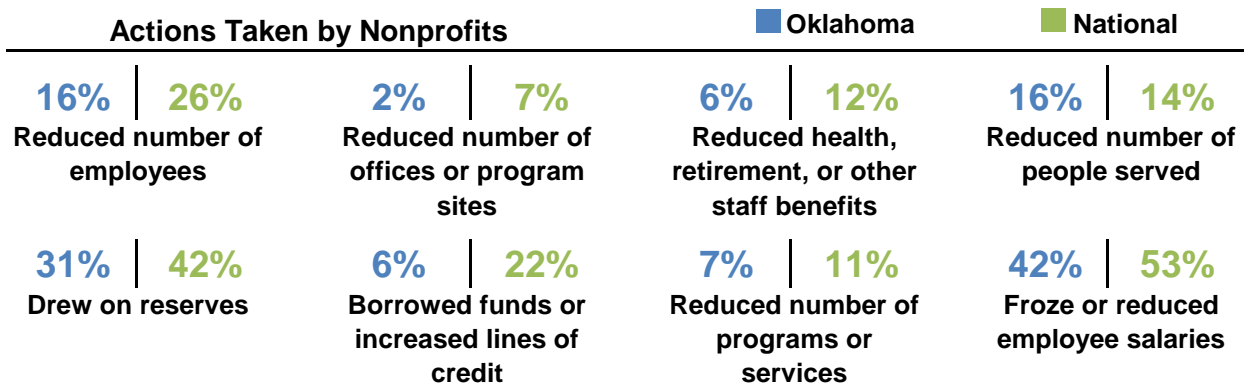 Actions Taken by Nonprofits Oklahoma National
16% 26% 2% 7% 6% 12% 16% 14%
Reduced number of employees
Reduced number of offices or program sites
Reduced health, retirement, or other staff benefits
Reduced number of people served
31% 42% 6% 22% 7% 11% 42% 53%
Drew on reserves
Borrowed funds or increased lines of credit
Reduced number of programs or services
Froze or reduced employee salaries